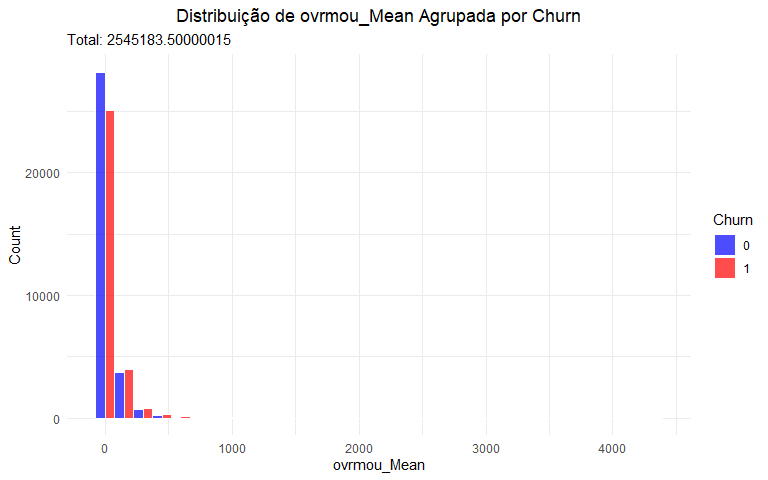 Distribuição de ovrmou_Mean Agrupada por Churn
Total: 2545183.50000015
Count
20000
10000
0
0
1000
2000
3000
4000
ovrmou_Mean
Churn
0
1